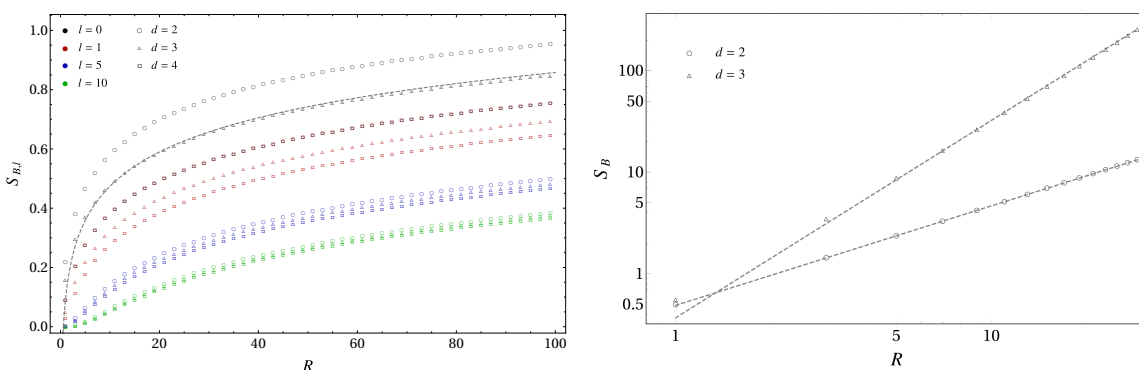 1.0
0.8
0.6
0.4
0.2
0.0
S_{B,l}
l = 0
l = 1
l = 5
l = 10
d = 2
d = 3
d = 4
0 20 40 60 80 100
R
100
50
10
5
1
0.5
S_B
d = 2
d = 3
1 5 10
R